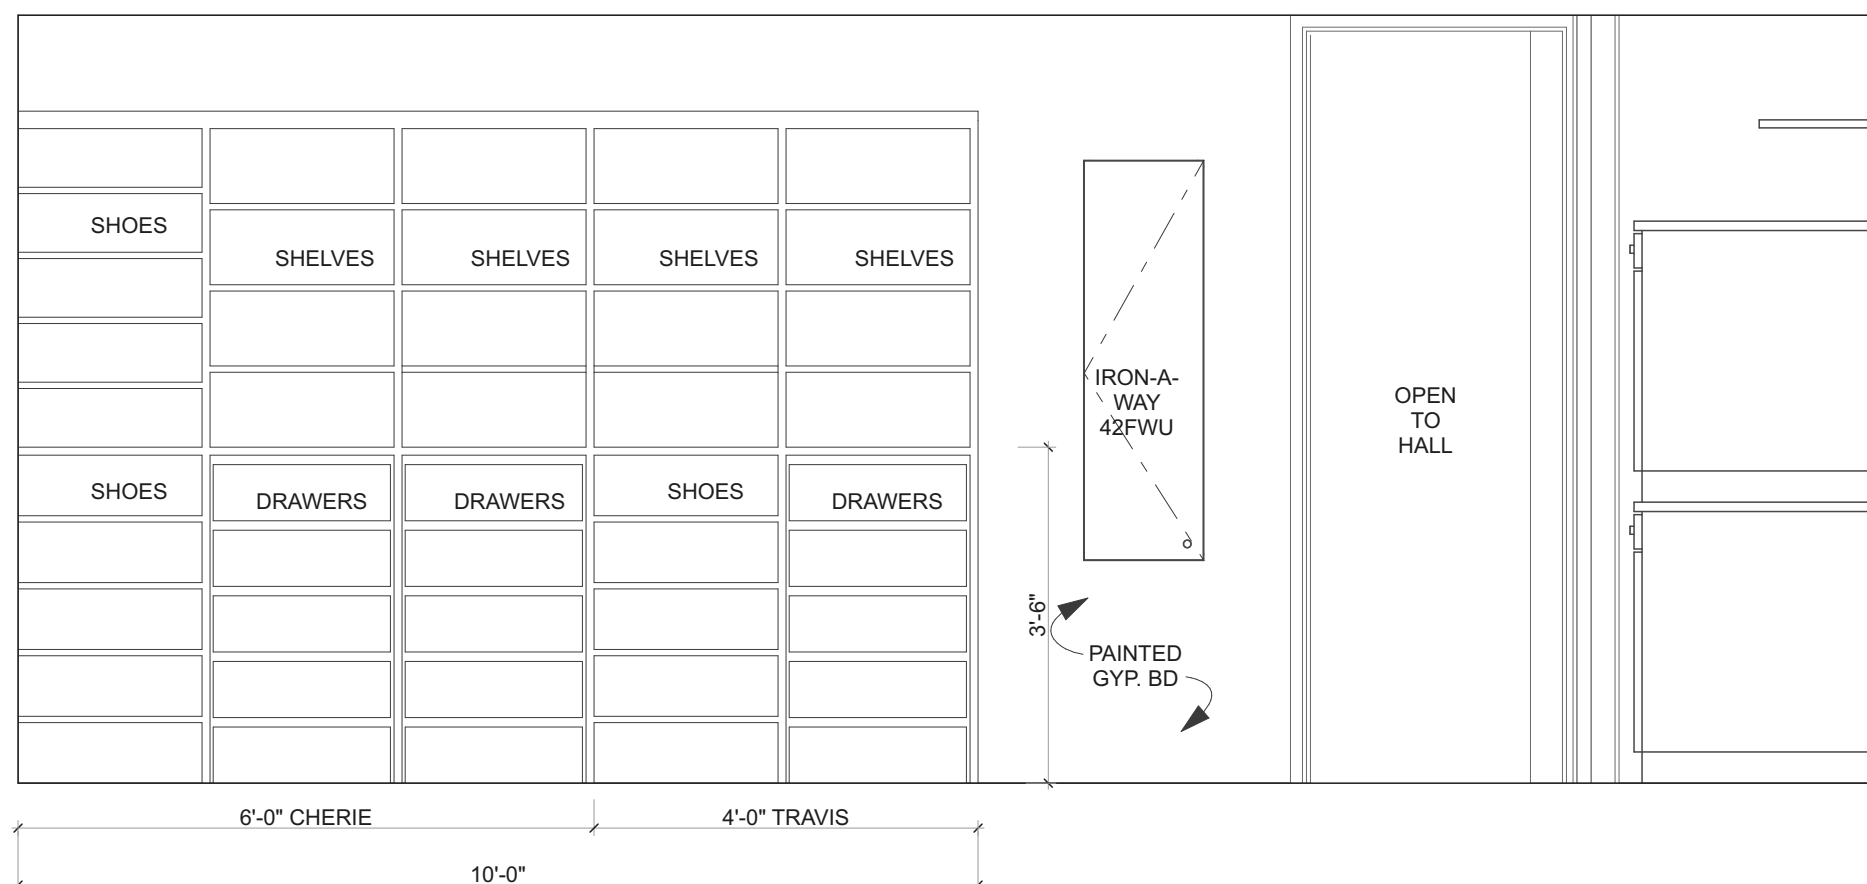 SHOES
SHELVES
SHELVES
SHELVES
SHELVES
IRON-A-
WAY
42FWU
OPEN
TO
HALL
SHOES
DRAWERS
DRAWERS
SHOES
DRAWERS
3'-6"
PAINTED
GYP. BD
6'-0" CHERIE
4'-0" TRAVIS
10'-0"